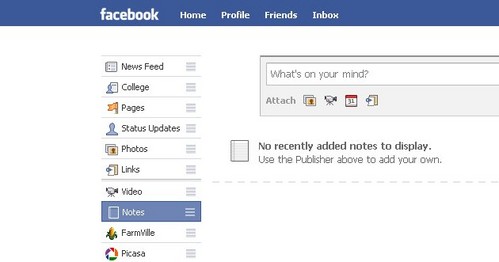 facebook Home Profile Friends Inbox
News Feed
College
Pages
Status Updates
Photos
Links
Video
Notes
FarmVille
Picasa
What's on your mind?
Attach
31
No recently added notes to display.
Use the Publisher above to add your own.